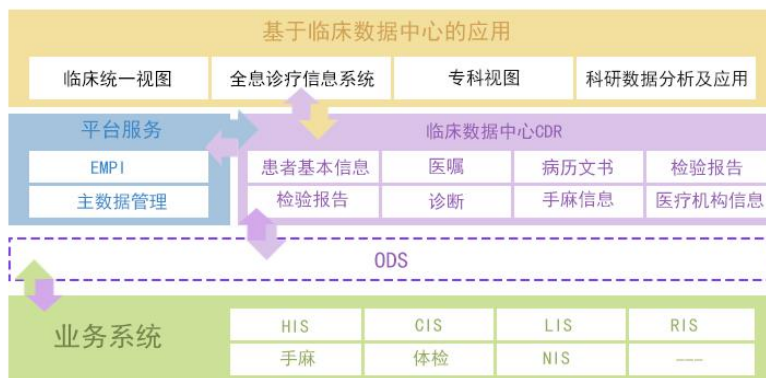 基于临床数据中心的应用
临床统一视图 全息诊疗信息系统 专科视图 科研数据分析及应用
平台服务
EMPI
主数据管理
临床数据中心CDR
患者基本信息 医嘱 病历文书 检验报告
检验报告 诊断 手麻信息 医疗机构信息
ODS
业务系统
HIS CIS LIS RIS
手麻 体检 NIS ---